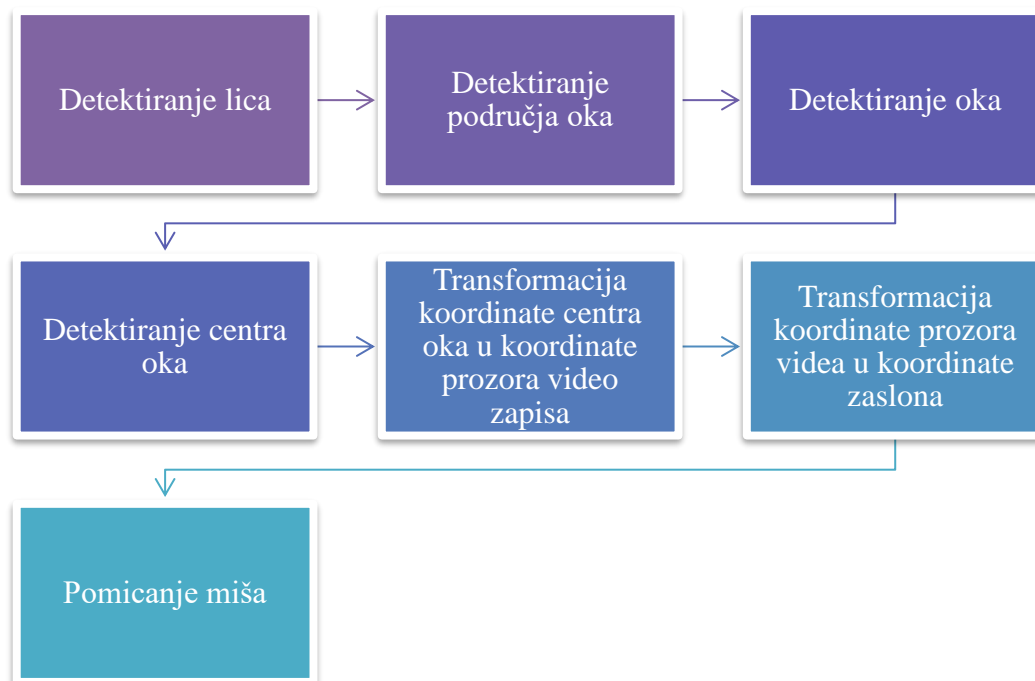 Detektiranje lica
Detektiranje
područja oka
Detektiranje oka
Detektiranje centra
oka
Transformacija
koordinate centra
oka u koordinate
prozora video
zapisa
Transformacija
koordinate prozora
videa u koordinate
zaslona
Pomicanje miša